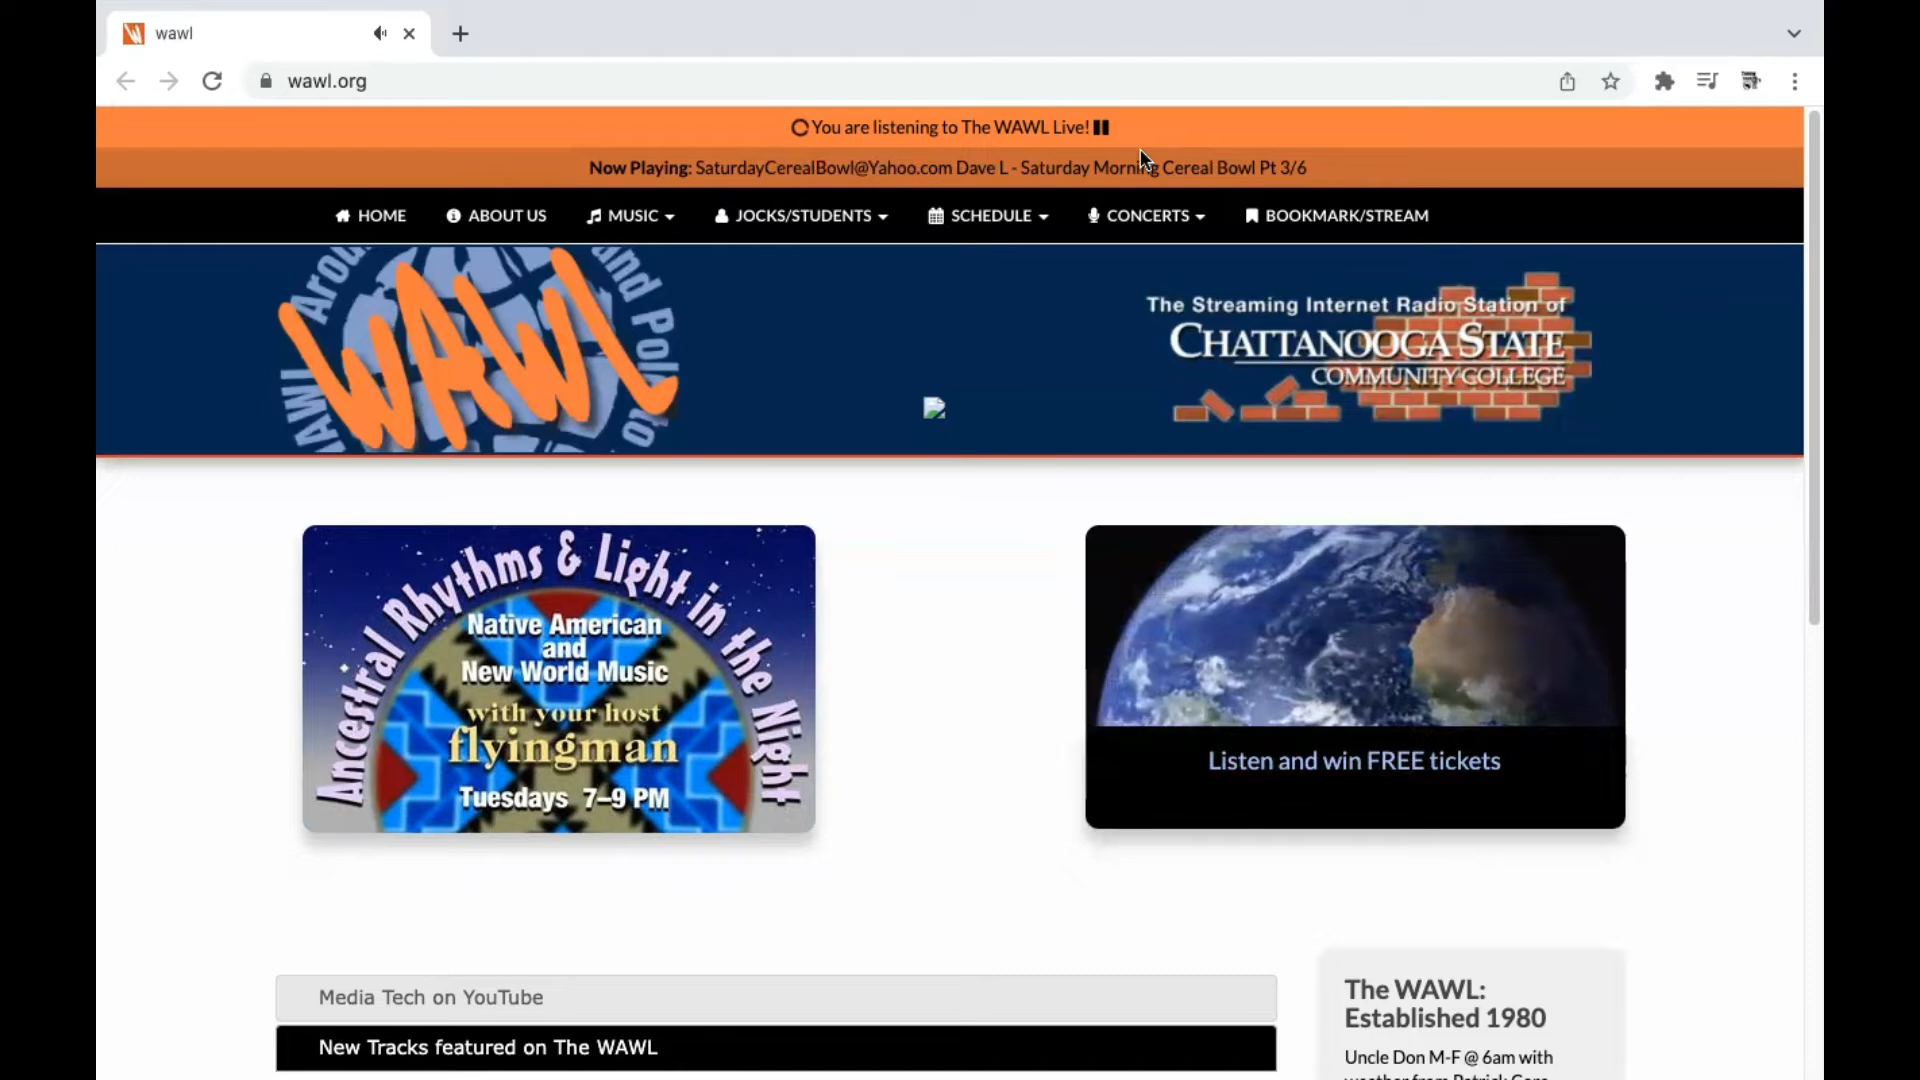 wawl
wawl.org
You are listening to The WAWL Live!
Now Playing: SaturdayCerealBowl@Yahoo.com Dave L - Saturday Morning Cereal Bowl Pt 3/6
HOME ABOUT US MUSIC JOCKS/STUDENTS SCHEDULE CONCERTS BOOKMARK/STREAM
WAWL
The Streaming Internet Radio Station of
CHATTANOOGA STATE
COMMUNITY COLLEGE
Ancestral Rhythms & Light in the Night
Native American
and
New World Music
with your host
flyingman
Tuesdays 7–9 PM
Listen and win FREE tickets
Media Tech on YouTube
New Tracks featured on The WAWL
The WAWL:
Established 1980
Uncle Don M-F @ 6am with